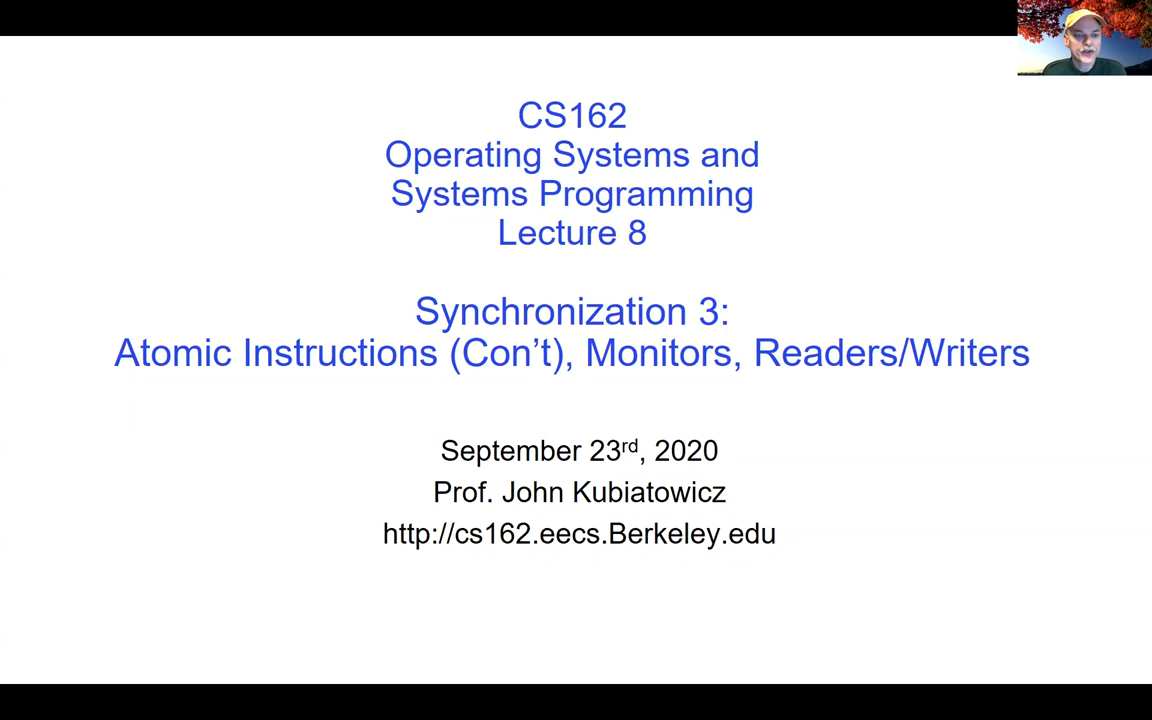 CS162
Operating Systems and
Systems Programming
Lecture 8
Synchronization 3:
Atomic Instructions (Con’t), Monitors, Readers/Writers
September 23rd, 2020
Prof. John Kubiatowicz
http://cs162.eecs.Berkeley.edu